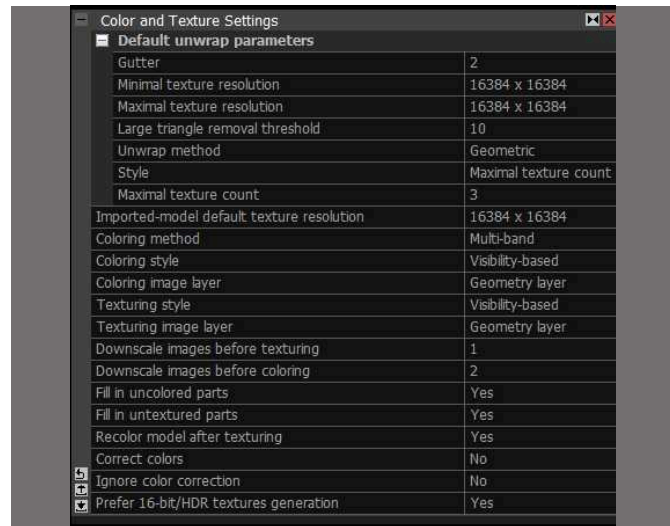 Color and Texture Settings
Default unwrap parameters
Gutter 2
Minimal texture resolution 16384 x 16384
Maximal texture resolution 16384 x 16384
Large triangle removal threshold 10
Unwrap method Geometric
Style Maximal texture count
Maximal texture count 3
Imported-model default texture resolution 16384 x 16384
Coloring method Multi-band
Coloring style Visibility-based
Coloring image layer Geometry layer
Texturing style Visibility-based
Texturing image layer Geometry layer
Downscale images before texturing 1
Downscale images before coloring 2
Fill in uncolored parts Yes
Fill in untextured parts Yes
Recolor model after texturing Yes
Correct colors No
Ignore color correction No
Prefer 16-bit/HDR textures generation Yes